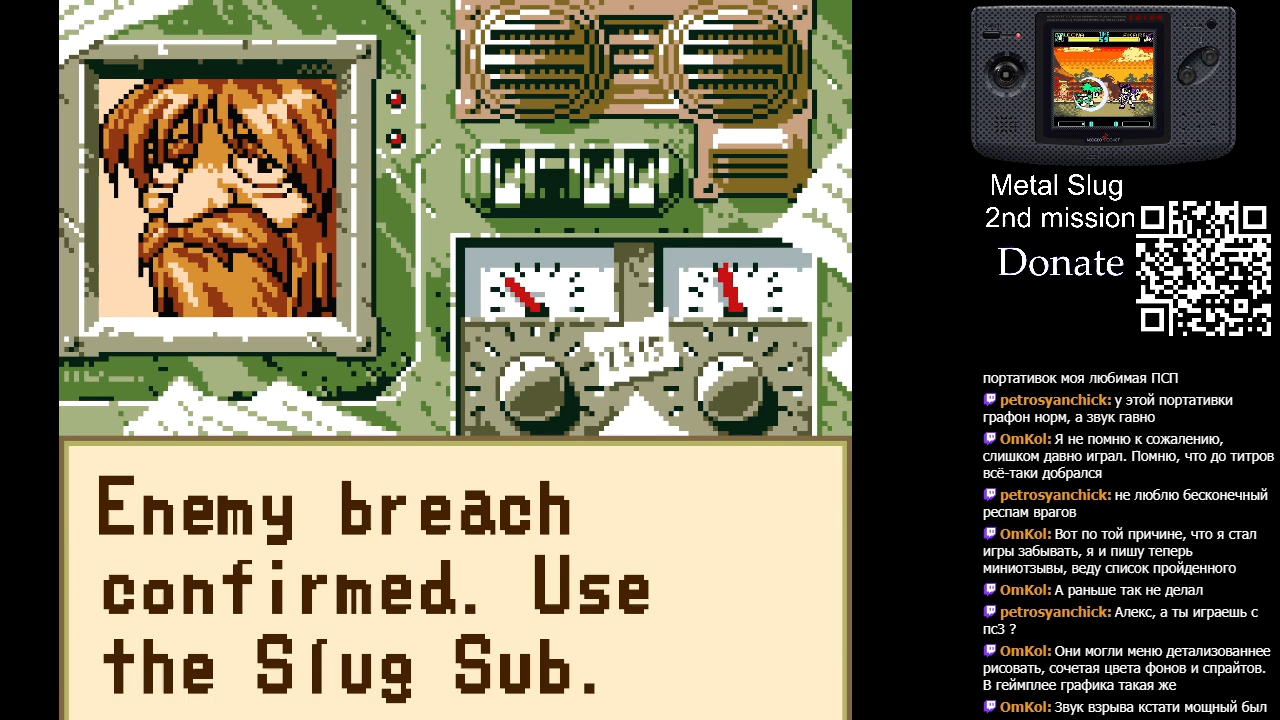 Enemy breach
confirmed. Use
the Slug Sub.
Metal Slug
2nd mission
Donate
портативок моя любимая ПСП
petrosyanchick: у этой портативки
графон норм, а звук гавно
OmKol: Я не помню к сожалению,
слишком давно играл. Помню, что до титров
всё-таки добрался
petrosyanchick: не люблю бесконечный
респам врагов
OmKol: Вот по той причине, что я стал
игры забывать, я и пишу теперь
миниотзывы, веду список пройденного
OmKol: А раньше так не делал
petrosyanchick: Алекс, а ты играешь с
пс3 ?
OmKol: Они могли меню детализованнее
рисовать, сочетая цвета фонов и спрайтов.
В геймплее графика такая же
OmKol: Звук взрыва кстати мощный был